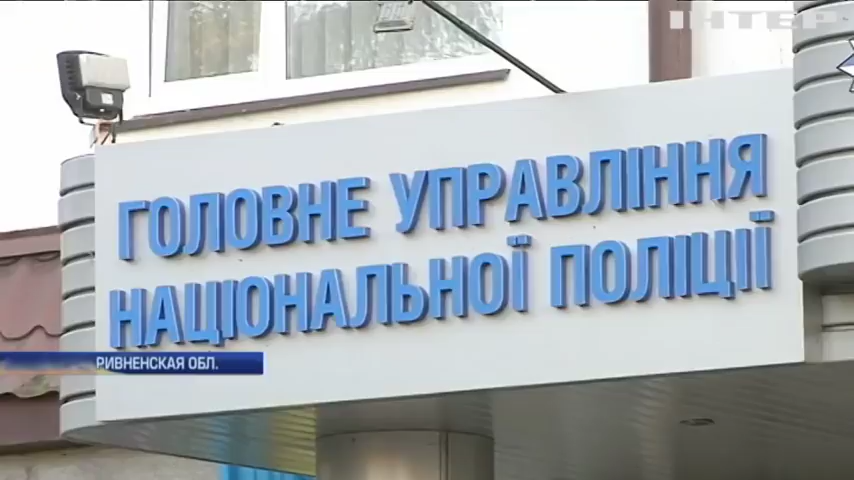 ІНТЕР
ГОЛОВНЕ УПРАВЛІННЯ
НАЦІОНАЛЬНОЇ ПОЛІЦІЇ
РИВНЕНСКАЯ ОБЛ.